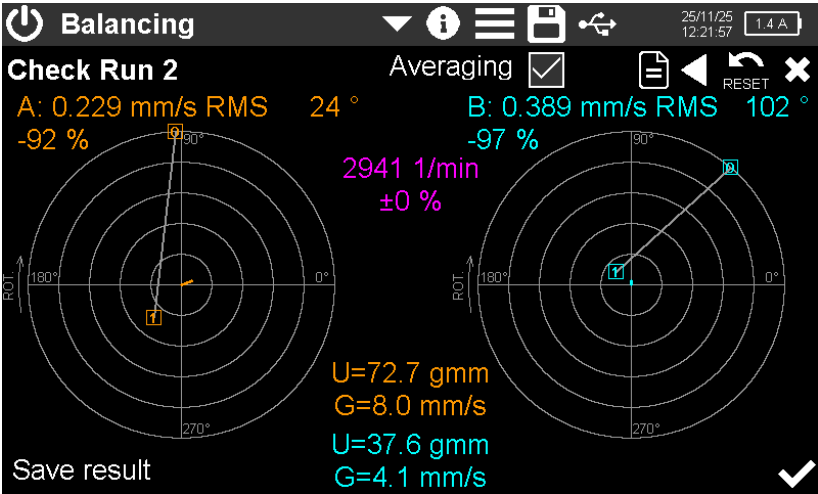 Balancing
25/11/25
12:21:57
1.4 A
Check Run 2
Averaging
RESET
A: 0.229 mm/s RMS 24 °
-92 %
B: 0.389 mm/s RMS 102 °
-97 %
2941 1/min
±0 %
0
90°
180°
0°
270°
1
ROT.
90°
180°
0°
270°
1
ROT.
U=72.7 gmm
G=8.0 mm/s
U=37.6 gmm
G=4.1 mm/s
Save result